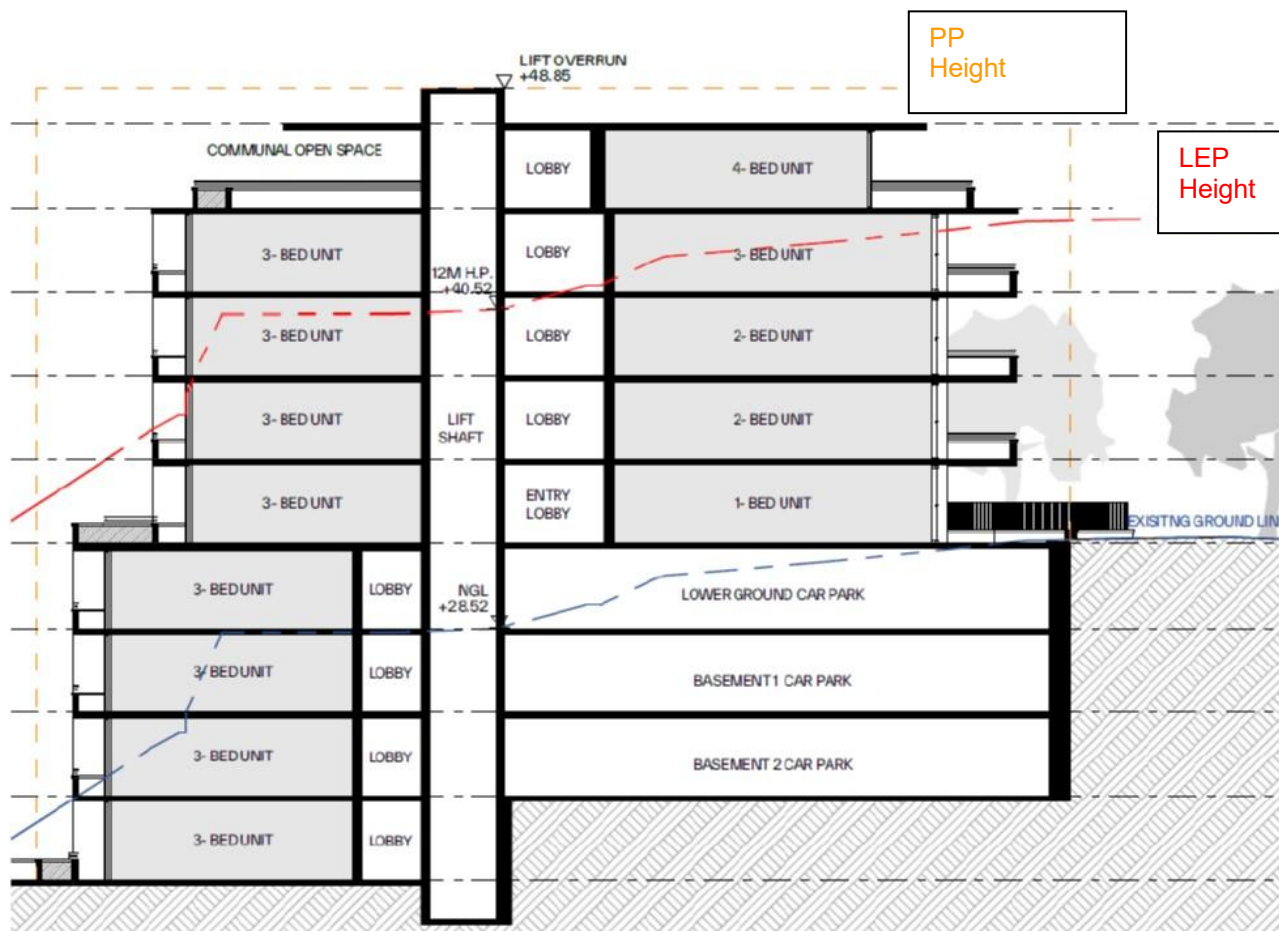 PP
Height
LIFT OVERRUN
+48.85
LEP
Height
COMMUNAL OPEN SPACE
LOBBY
4- BED UNIT
3- BED UNIT
LOBBY
3- BED UNIT
12M H.P.
+40.52
3- BED UNIT
LOBBY
2- BED UNIT
3- BED UNIT
LIFT
SHAFT
LOBBY
2- BED UNIT
3- BED UNIT
ENTRY
LOBBY
1- BED UNIT
EXISITNG GROUND LIN
3- BED UNIT
LOBBY
NGL
+28.52
LOWER GROUND CAR PARK
3- BED UNIT
LOBBY
BASEMENT 1 CAR PARK
3- BED UNIT
LOBBY
BASEMENT 2 CAR PARK
3- BED UNIT
LOBBY